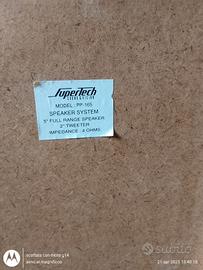 SuperTech
MODEL: PP-165
SPEAKER SYSTEM
5" FULL RANGE SPEAKER
2" TWEETER
IMPEDANCE: 4 OHMS
scattata con moto g14
subito
21 apr 2025 13:40:18